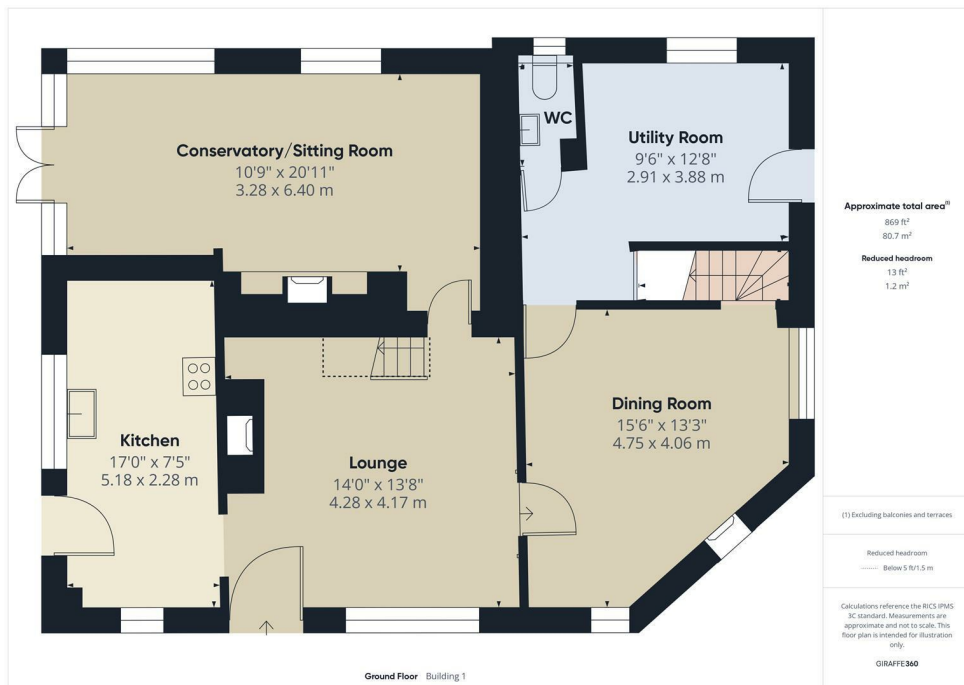 Conservatory/Sitting Room
10'9" x 20'11"
3.28 x 6.40 m
WC
Utility Room
9'6" x 12'8"
2.91 x 3.88 m
Kitchen
17'0" x 7'5"
5.18 x 2.28 m
Lounge
14'0" x 13'8"
4.28 x 4.17 m
Dining Room
15'6" x 13'3"
4.75 x 4.06 m
Ground Floor Building 1
Approximate total area(1)
869 ft²
80.7 m²
Reduced headroom
13 ft²
1.2 m²
(1) Excluding balconies and terraces
Reduced headroom
Below 5 ft/1.5 m
Calculations reference the RICS IPMS
3C standard. Measurements are
approximate and not to scale. This
floor plan is intended for illustration
only.
GIRAFFE360